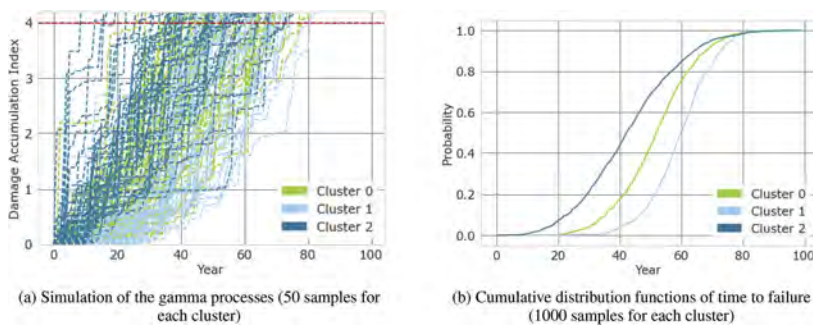 4
3
2
1
0
Damage Accumulation Index
Cluster 0
Cluster 1
Cluster 2
0 20 40 60 80 100
Year
(a) Simulation of the gamma processes (50 samples for
each cluster)
1.0
0.8
0.6
0.4
0.2
0.0
Probability
Cluster 0
Cluster 1
Cluster 2
0 20 40 60 80 100
Year
(b) Cumulative distribution functions of time to failure
(1000 samples for each cluster)